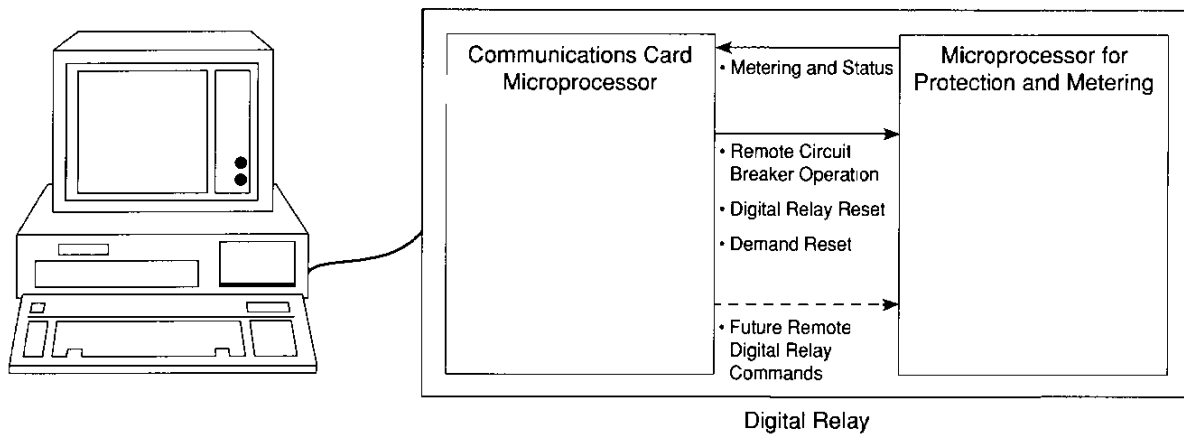 Communications Card
Microprocessor
• Metering and Status
Microprocessor for
Protection and Metering
• Remote Circuit
Breaker Operation
• Digital Relay Reset
• Demand Reset
• Future Remote
Digital Relay
Commands
Digital Relay